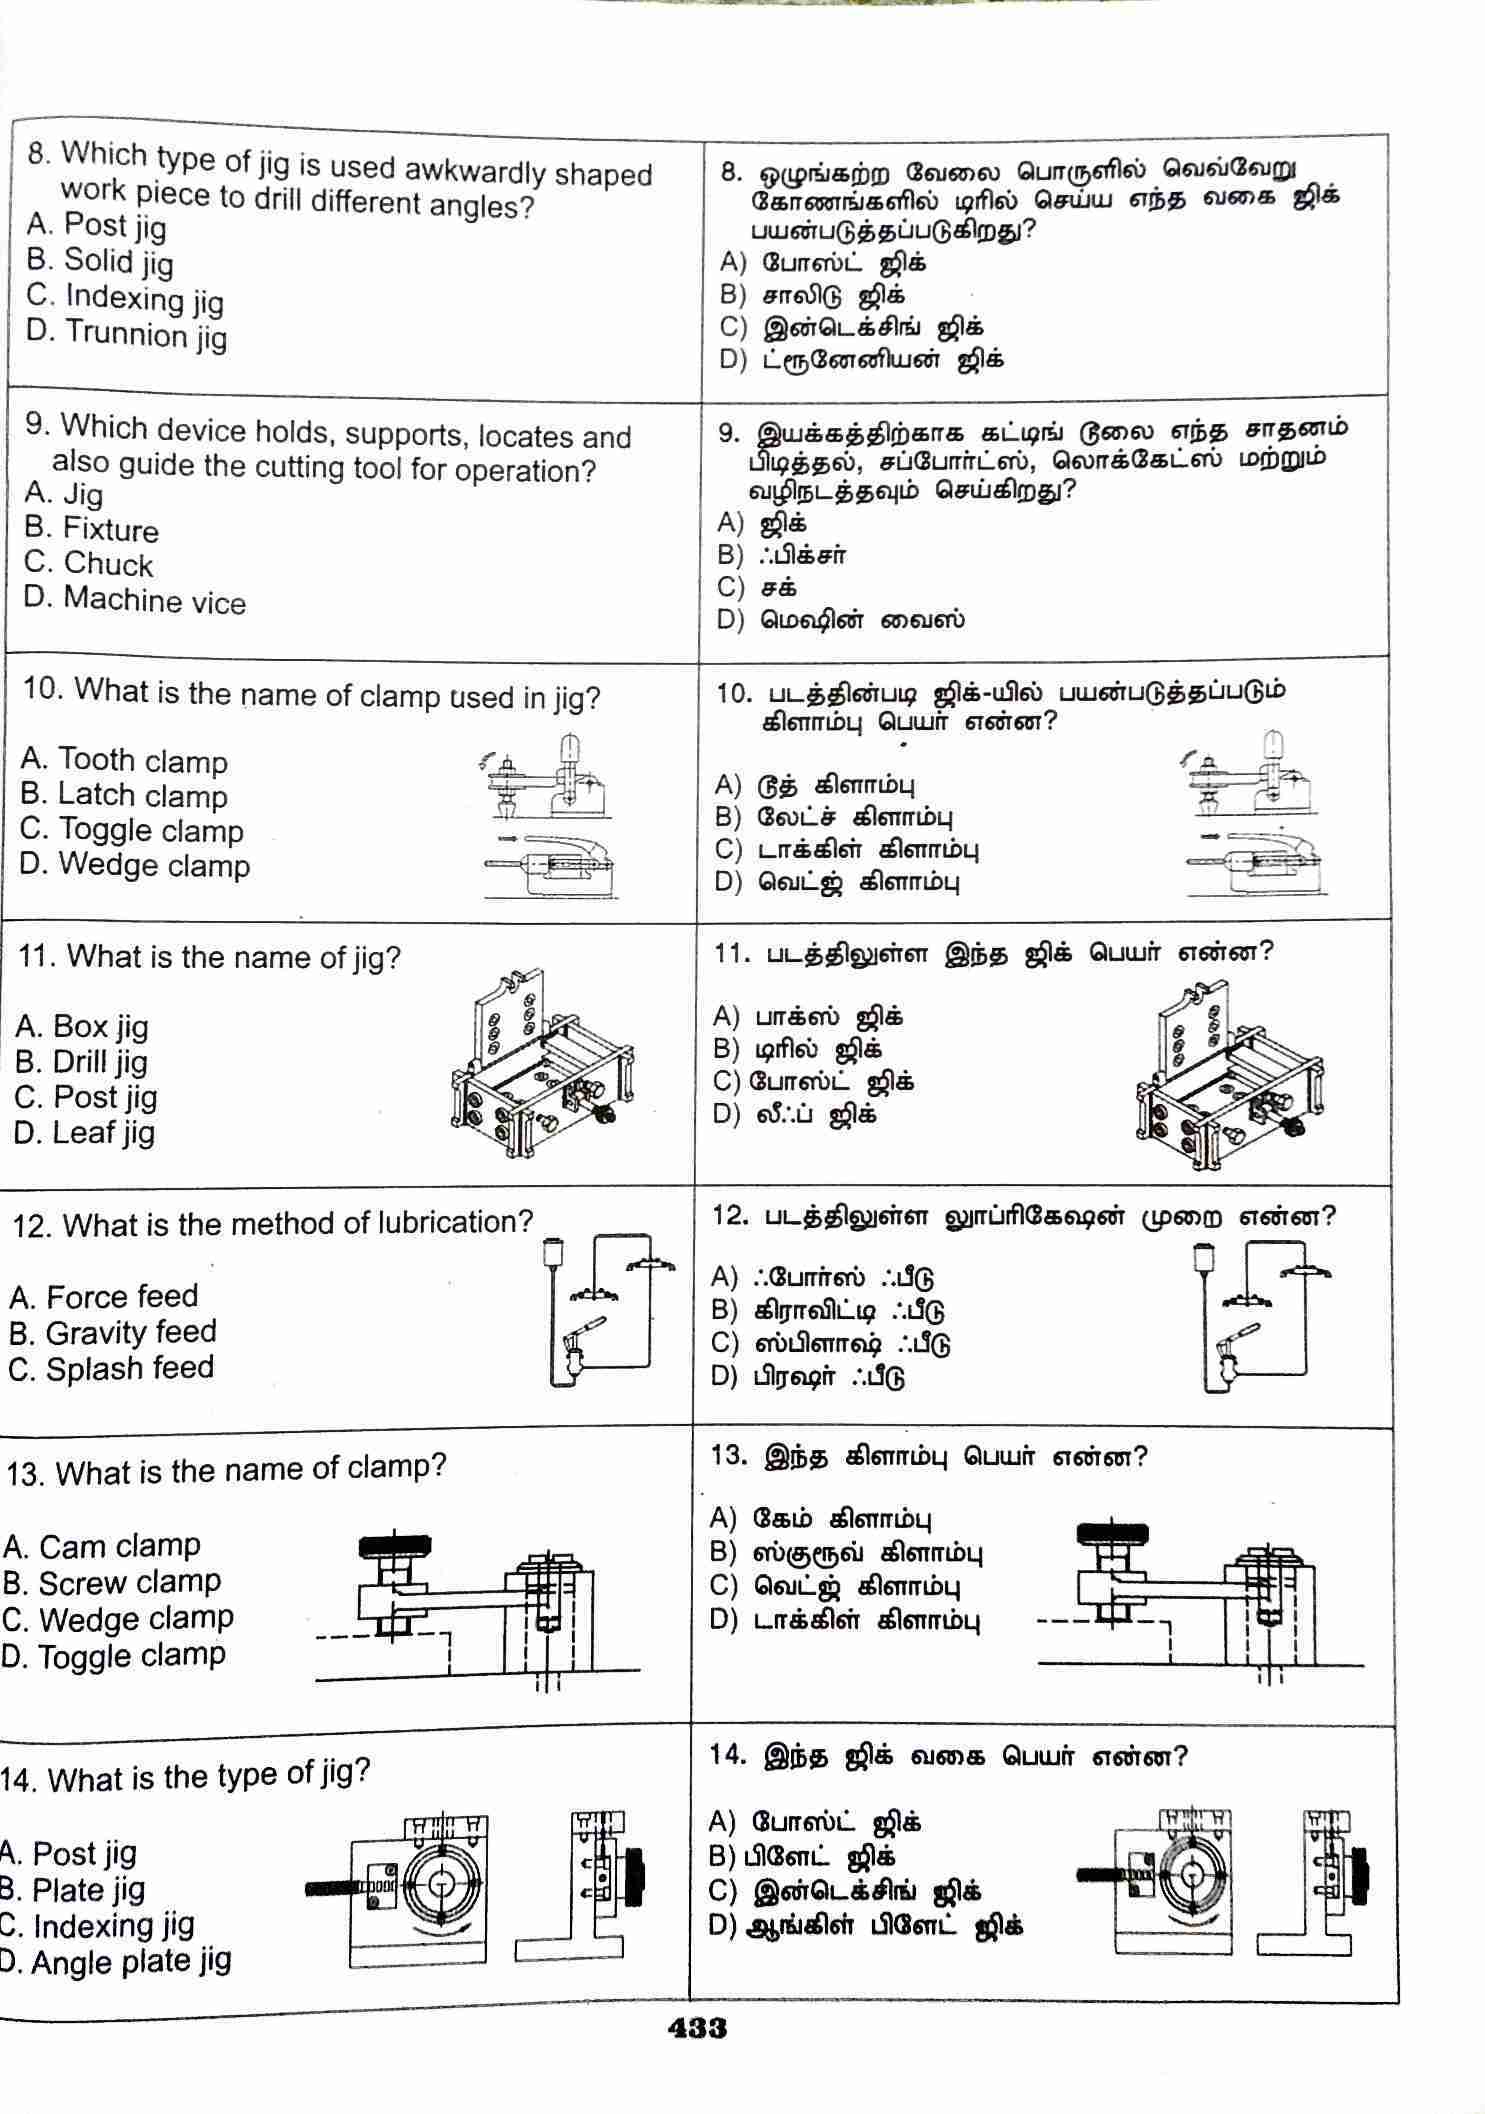 8. Which type of jig is used awkwardly shaped
work piece to drill different angles?
A. Post jig
B. Solid jig
C. Indexing jig
D. Trunnion jig
8. ஒழுங்கற்ற வேலை பொருளில் வெவ்வேறு
கோணங்களில் டிரில் செய்ய எந்த வகை ஜிக்
பயன்படுத்தப்படுகிறது?
A) போஸ்ட் ஜிக்
B) சாலிடு ஜிக்
C) இன்டெக்சிங் ஜிக்
D) ட்ரூனேனியன் ஜிக்
9. Which device holds, supports, locates and
also guide the cutting tool for operation?
A. Jig
B. Fixture
C. Chuck
D. Machine vice
9. இயக்கத்திற்காக கட்டிங் டூலை எந்த சாதனம்
பிடித்தல், சப்போர்ட்ஸ், லொக்கேட்ஸ் மற்றும்
வழிநடத்தவும் செய்கிறது?
A) ஜிக்
B) ஃபிக்சர்
C) சக்
D) மெஷின் வைஸ்
10. What is the name of clamp used in jig?
A. Tooth clamp
B. Latch clamp
C. Toggle clamp
D. Wedge clamp
10. படத்தின்படி ஜிக்-யில் பயன்படுத்தப்படும்
கிளாம்பு பெயர் என்ன?
A) டூத் கிளாம்பு
B) லேட்ச் கிளாம்பு
C) டாக்கிள் கிளாம்பு
D) வெட்ஜ் கிளாம்பு
11. What is the name of jig?
A. Box jig
B. Drill jig
C. Post jig
D. Leaf jig
11. படத்திலுள்ள இந்த ஜிக் பெயர் என்ன?
A) பாக்ஸ் ஜிக்
B) டிரில் ஜிக்
C) போஸ்ட் ஜிக்
D) லீஃப் ஜிக்
12. What is the method of lubrication?
A. Force feed
B. Gravity feed
C. Splash feed
12. படத்திலுள்ள லூப்ரிகேஷன் முறை என்ன?
A) ஃபோர்ஸ் ஃபீடு
B) கிராவிட்டி ஃபீடு
C) ஸ்பிளாஷ் ஃபீடு
D) பிரஷர் ஃபீடு
13. What is the name of clamp?
A. Cam clamp
B. Screw clamp
C. Wedge clamp
D. Toggle clamp
13. இந்த கிளாம்பு பெயர் என்ன?
A) கேம் கிளாம்பு
B) ஸ்குரூவ் கிளாம்பு
C) வெட்ஜ் கிளாம்பு
D) டாக்கிள் கிளாம்பு
14. What is the type of jig?
A. Post jig
B. Plate jig
C. Indexing jig
D. Angle plate jig
14. இந்த ஜிக் வகை பெயர் என்ன?
A) போஸ்ட் ஜிக்
B) பிளேட் ஜிக்
C) இன்டெக்சிங் ஜிக்
D) ஆங்கிள் பிளேட் ஜிக்
433